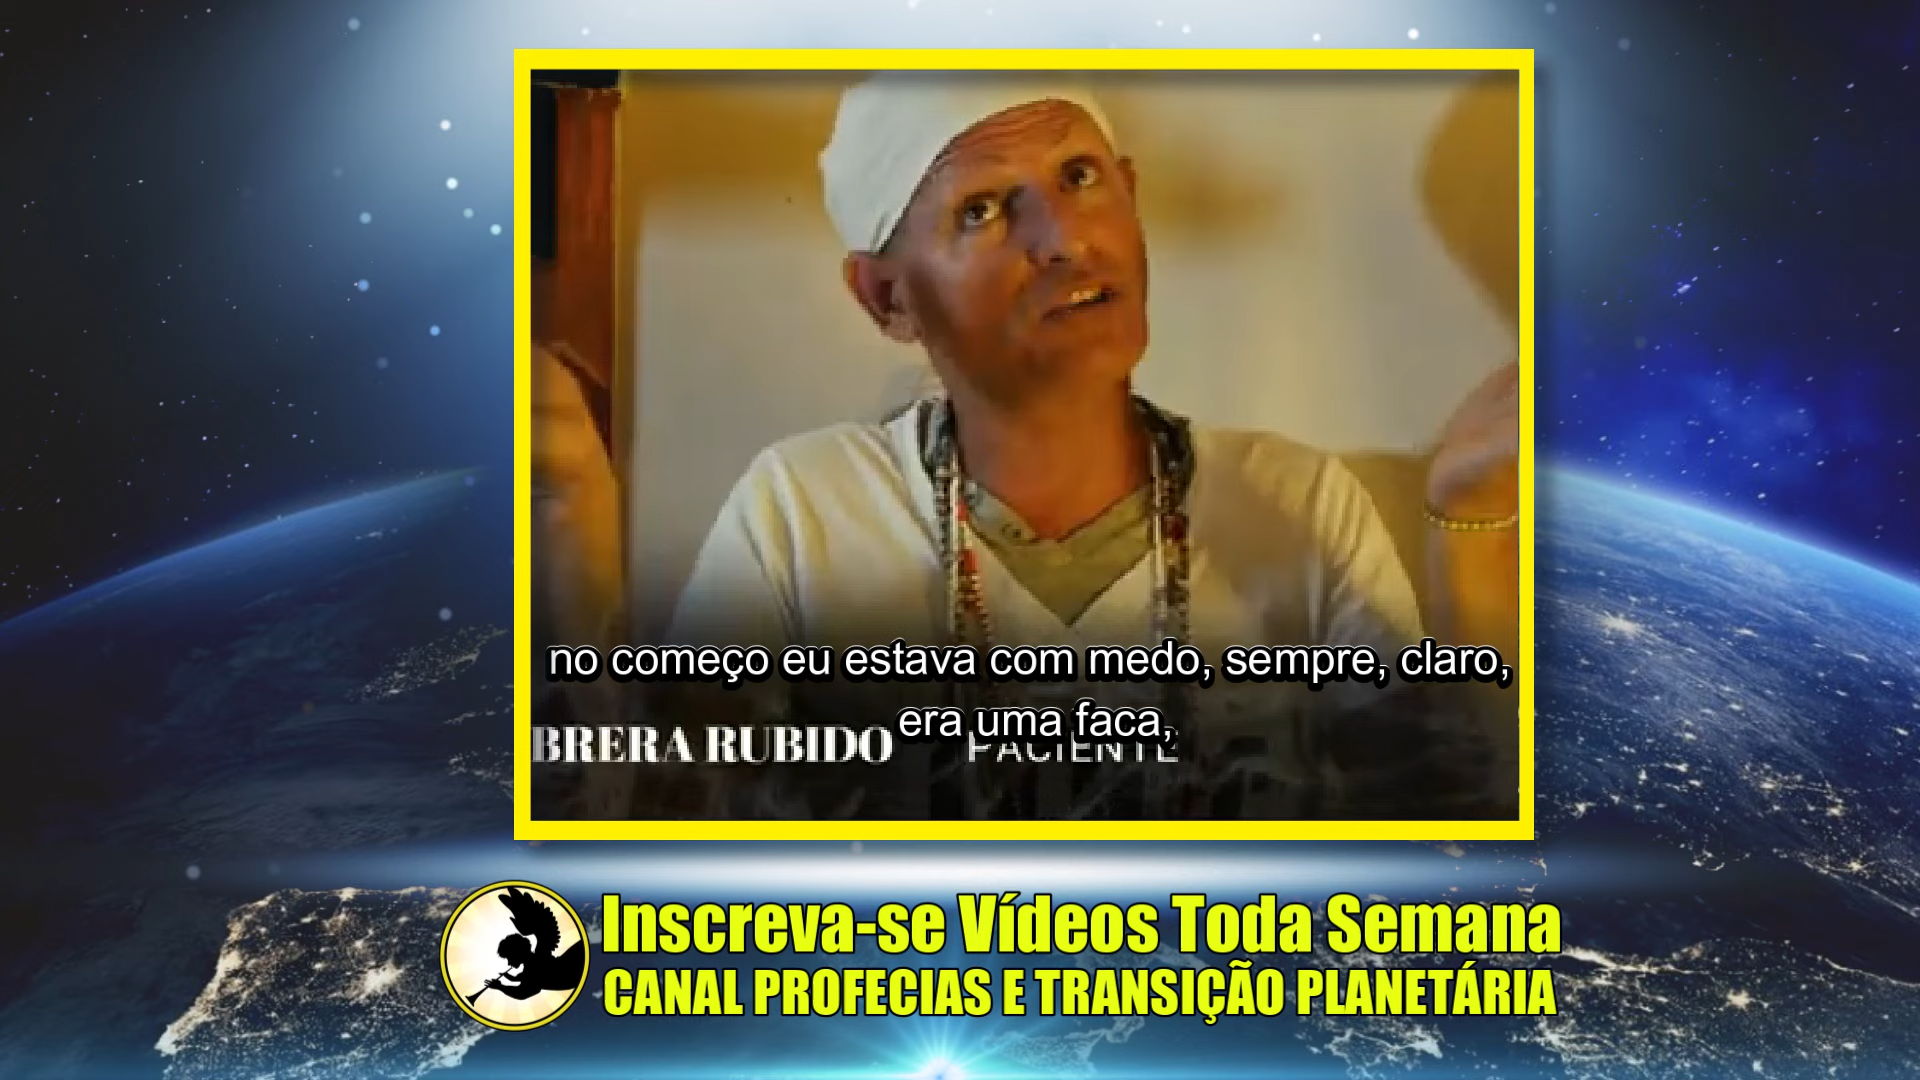 no começo eu estava com medo, sempre, claro,
era uma faca,
BRERA RUBIDO PACIENTE
Inscreva-se Vídeos Toda Semana
CANAL PROFECIAS E TRANSIÇÃO PLANETÁRIA